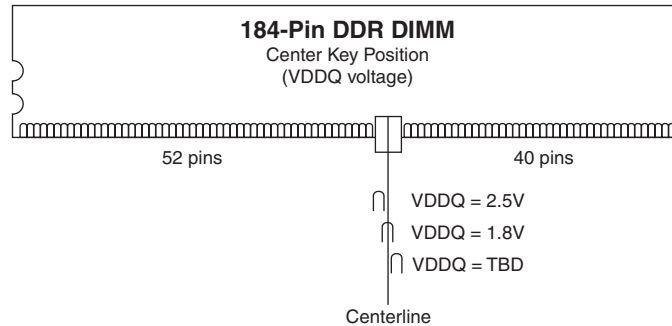 184-Pin DDR DIMM
Center Key Position
(VDDQ voltage)
52 pins
40 pins
VDDQ = 2.5V
VDDQ = 1.8V
VDDQ = TBD
Centerline